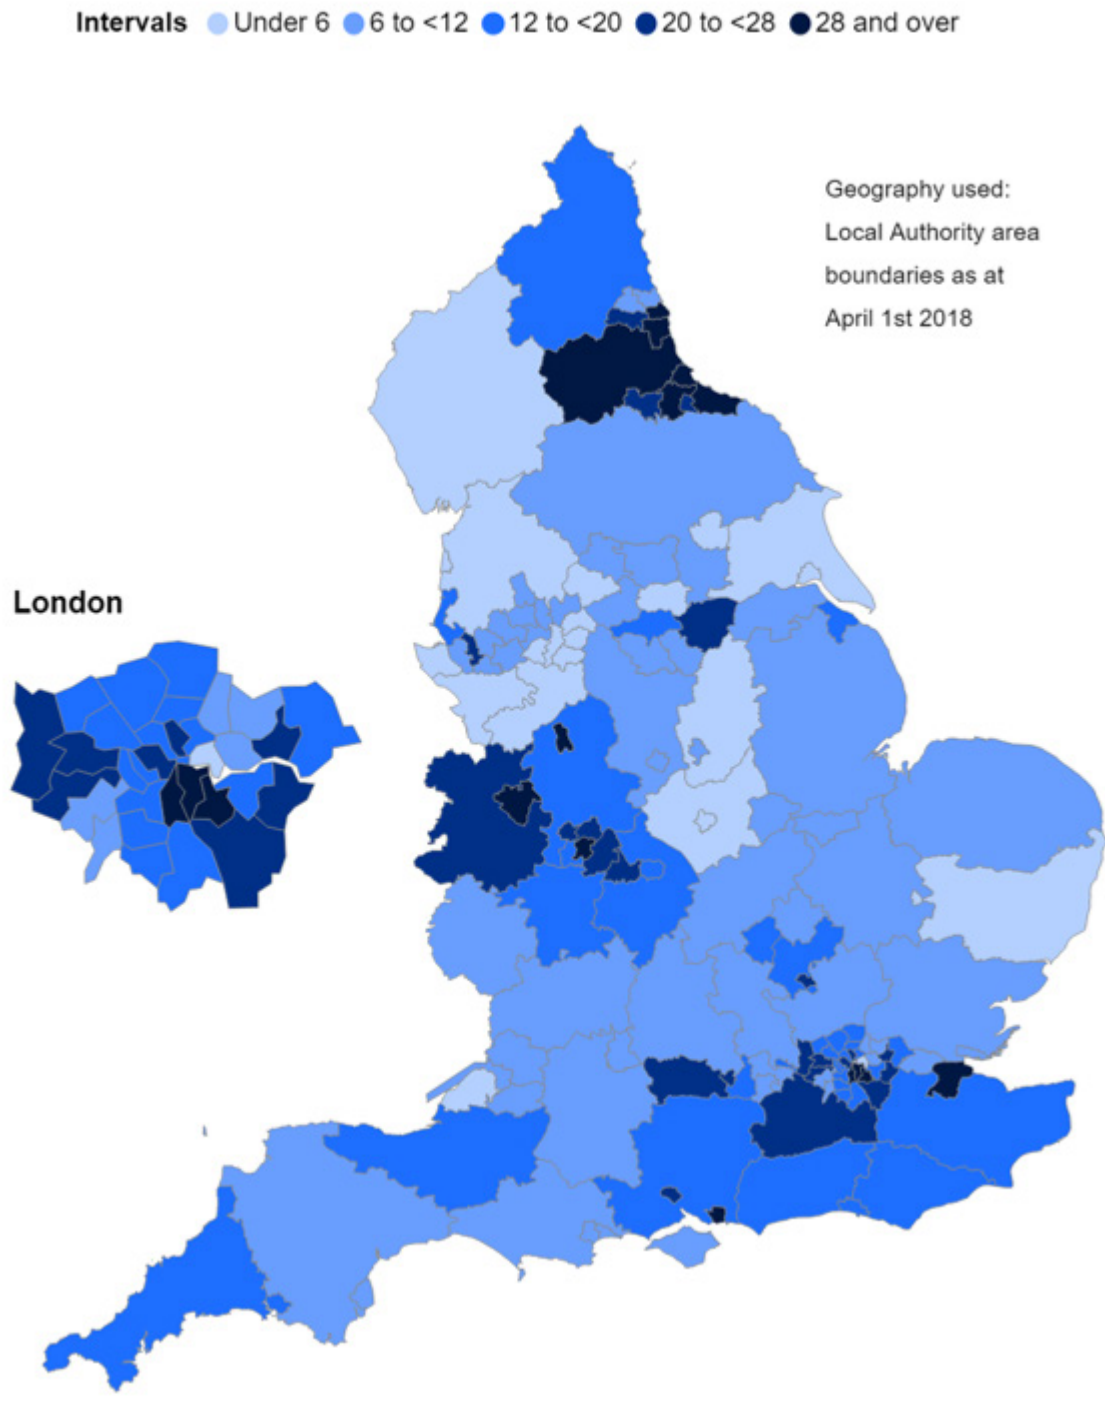 Intervals Under 6 6 to <12 12 to <20 20 to <28 28 and over
Geography used:
Local Authority area
boundaries as at
April 1st 2018
London